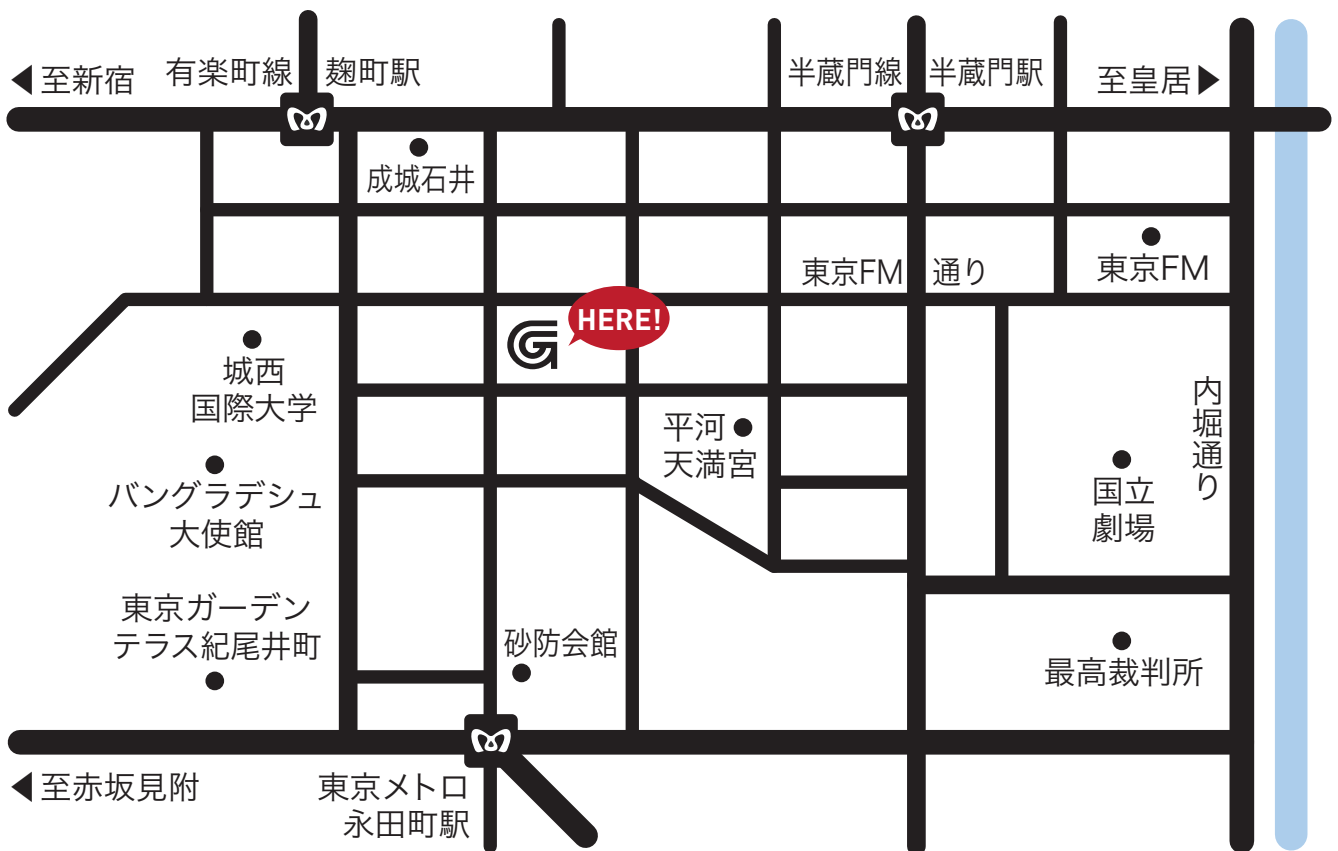 ◀至新宿
有楽町線 麹町駅
半蔵門線 半蔵門駅
至皇居▶
成城石井
東京FM 通り
東京FM
HERE!
城西
国際大学
平河
天満宮
内堀通り
バングラデシュ
大使館
国立
劇場
東京ガーデン
テラス紀尾井町
砂防会館
最高裁判所
◀至赤坂見附
東京メトロ
永田町駅